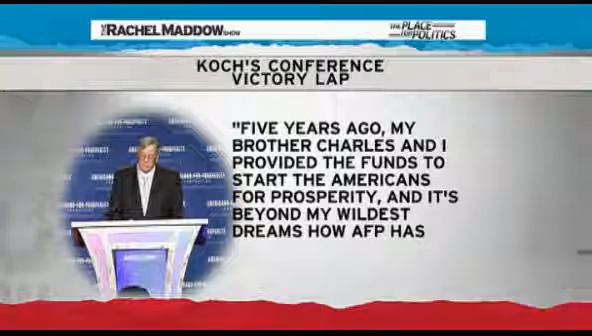 THE RACHEL MADDOW SHOW
THE PLACE
FOR POLITICS
KOCH'S CONFERENCE
VICTORY LAP
"FIVE YEARS AGO, MY
BROTHER CHARLES AND I
PROVIDED THE FUNDS TO
START THE AMERICANS
FOR PROSPERITY, AND IT'S
BEYOND MY WILDEST
DREAMS HOW AFP HAS